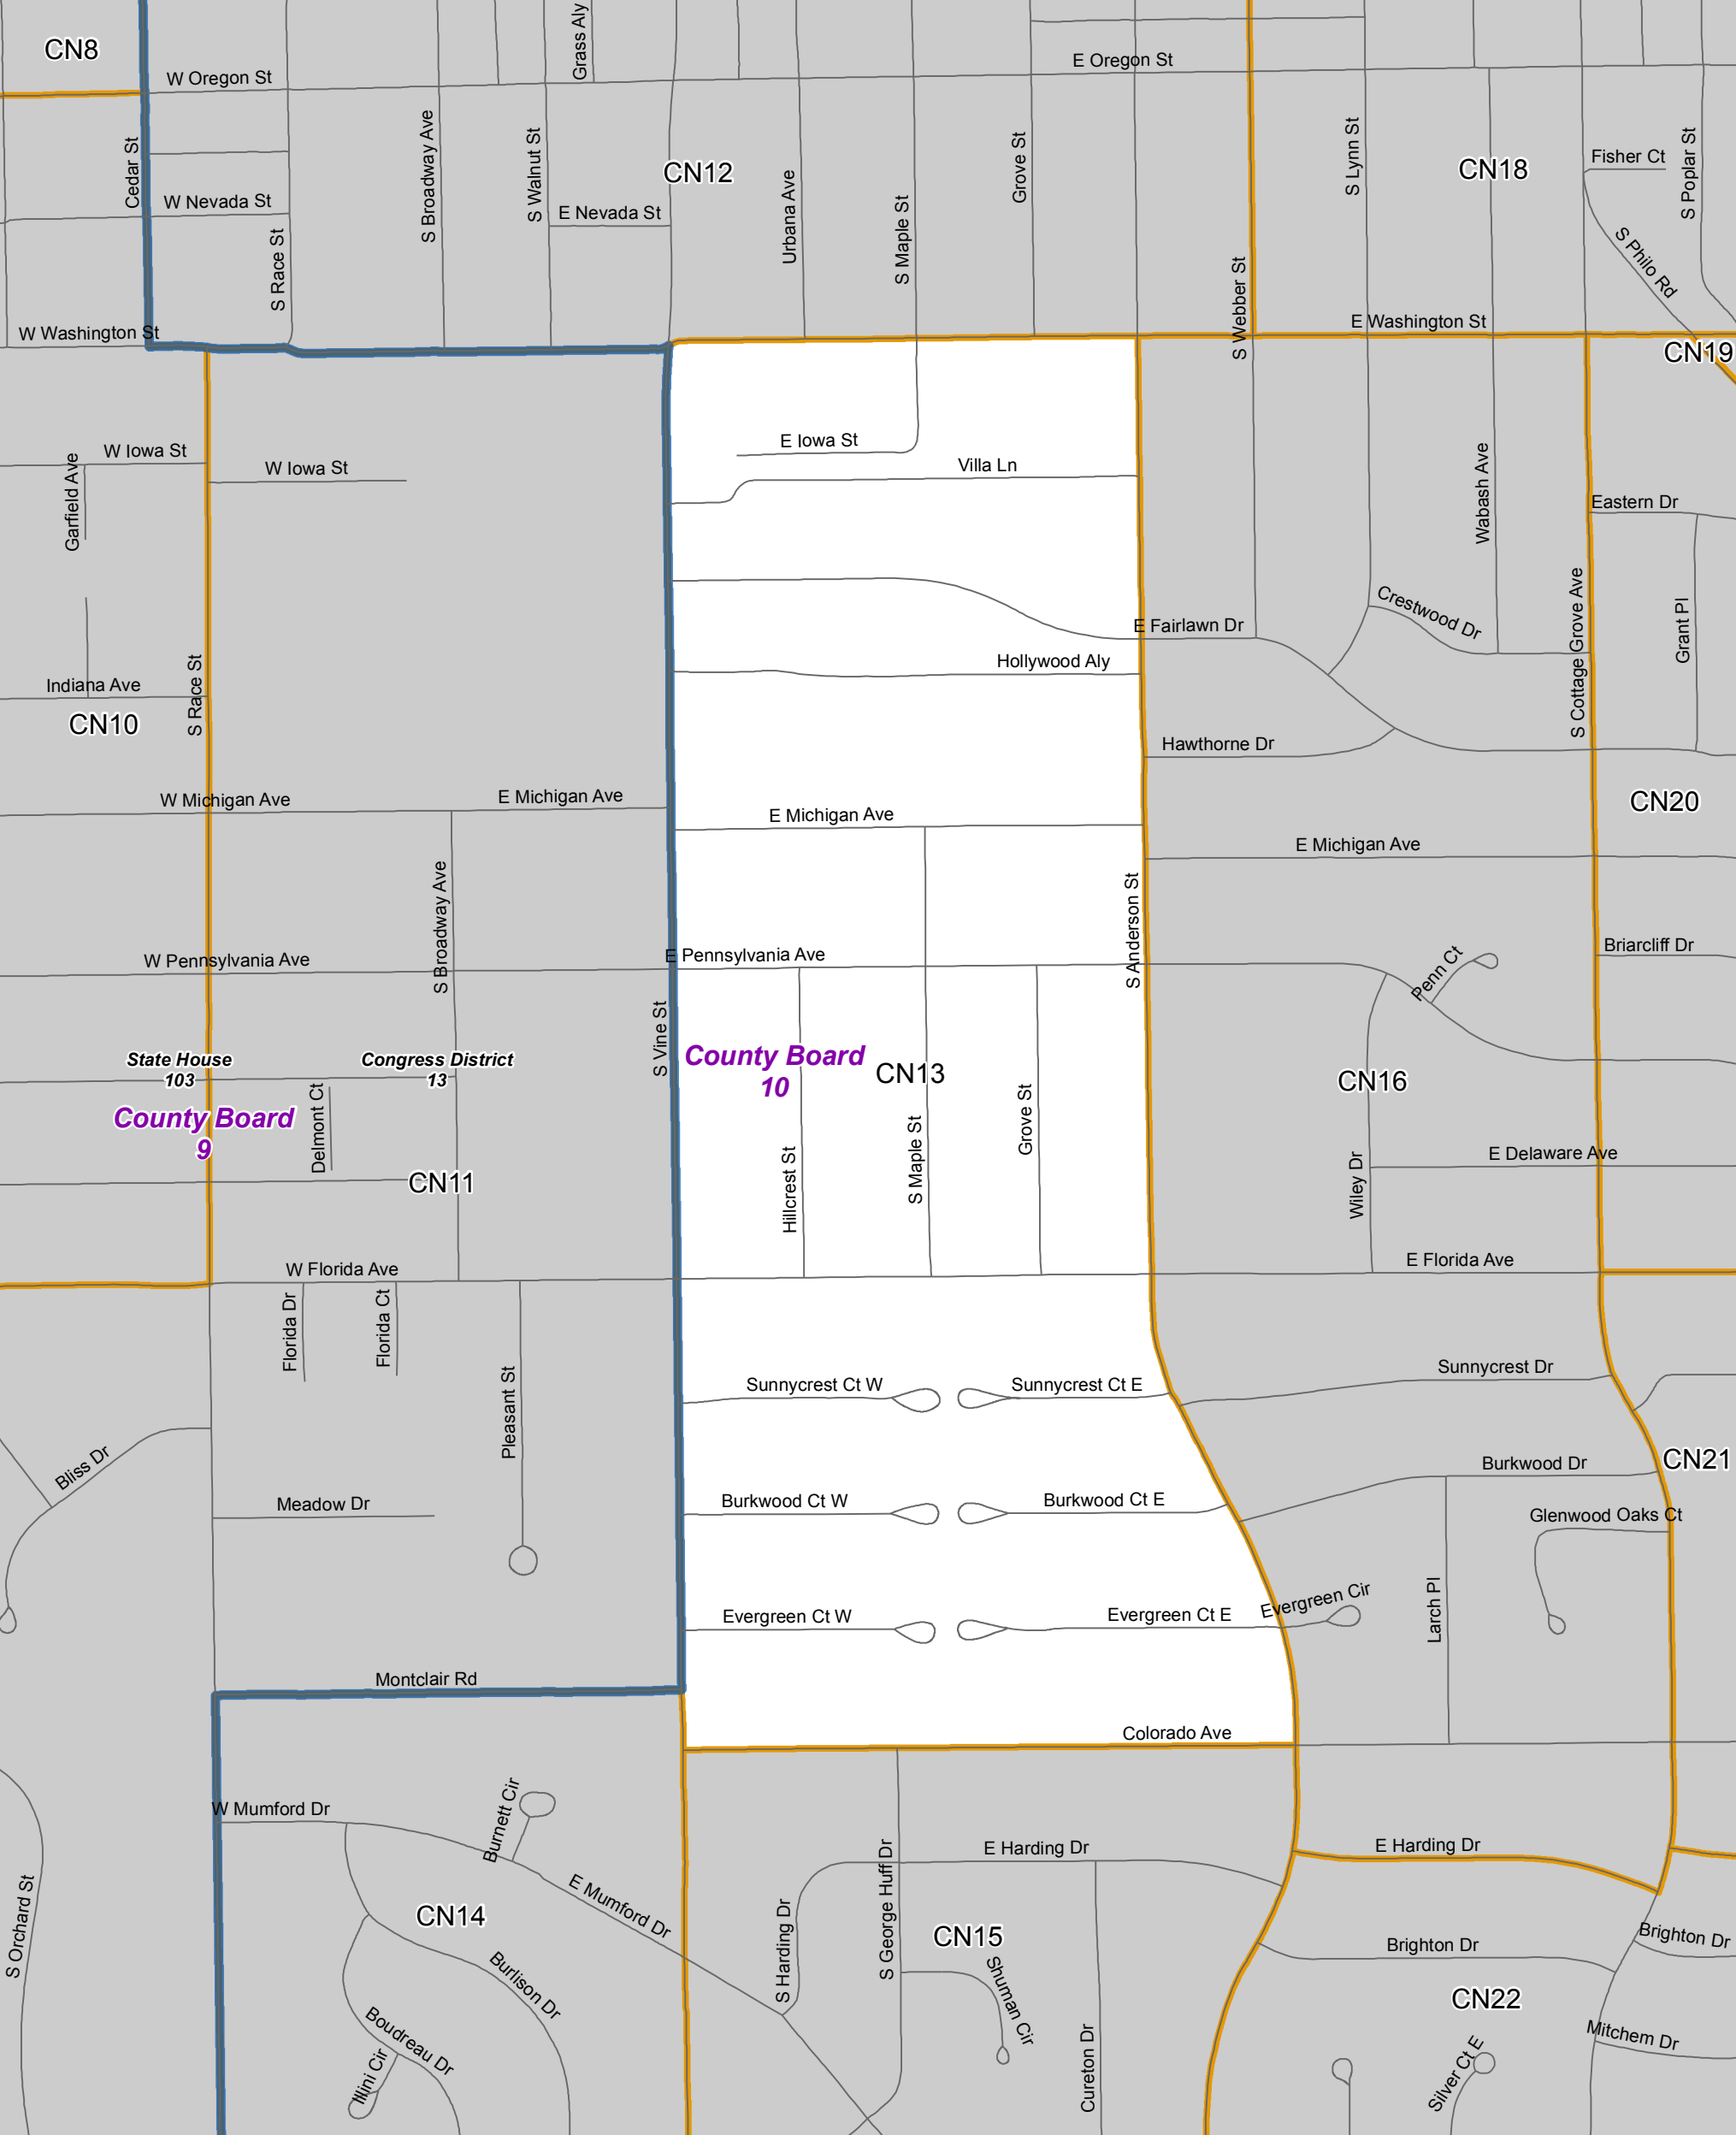 CN8
W Oregon St
Grass Aly
E Oregon St
Cedar St
S Broadway Ave
S Walnut St
CN12
Urbana Ave
S Maple St
Grove St
S Lynn St
CN18
Fisher Ct
S Poplar St
W Nevada St
E Nevada St
S Race St
S Philo Rd
S Webber St
W Washington St
E Washington St
CN19
W Iowa St
W Iowa St
E Iowa St
Villa Ln
Garfield Ave
Wabash Ave
Eastern Dr
Crestwood Dr
S Cottage Grove Ave
Grant Pl
E Fairlawn Dr
Hollywood Aly
Indiana Ave
S Race St
CN10
Hawthorne Dr
W Michigan Ave
E Michigan Ave
E Michigan Ave
CN20
E Michigan Ave
S Broadway Ave
S Anderson St
W Pennsylvania Ave
E Pennsylvania Ave
Penn Ct
Briarcliff Dr
S Vine St
State House
103
Congress District
13
County Board
10
CN13
CN16
County Board
9
Delmont Ct
Grove St
S Maple St
Hillcrest St
Wiley Dr
E Delaware Ave
CN11
W Florida Ave
E Florida Ave
Florida Dr
Florida Ct
Pleasant St
Sunnycrest Ct W
Sunnycrest Ct E
Sunnycrest Dr
Bliss Dr
CN21
Burkwood Dr
Meadow Dr
Burkwood Ct W
Burkwood Ct E
Glenwood Oaks Ct
Evergreen Ct W
Evergreen Ct E
Evergreen Cir
Larch Pl
Montclair Rd
Colorado Ave
W Mumford Dr
Burnett Cir
E Harding Dr
E Harding Dr
S Orchard St
E Mumford Dr
S Harding Dr
S George Huff Dr
CN14
CN15
Brighton Dr
Brighton Dr
Burlison Dr
Shuman Cir
CN22
Boudreau Dr
Illini Cir
Cureton Dr
Silver Ct E
Mitchem Dr